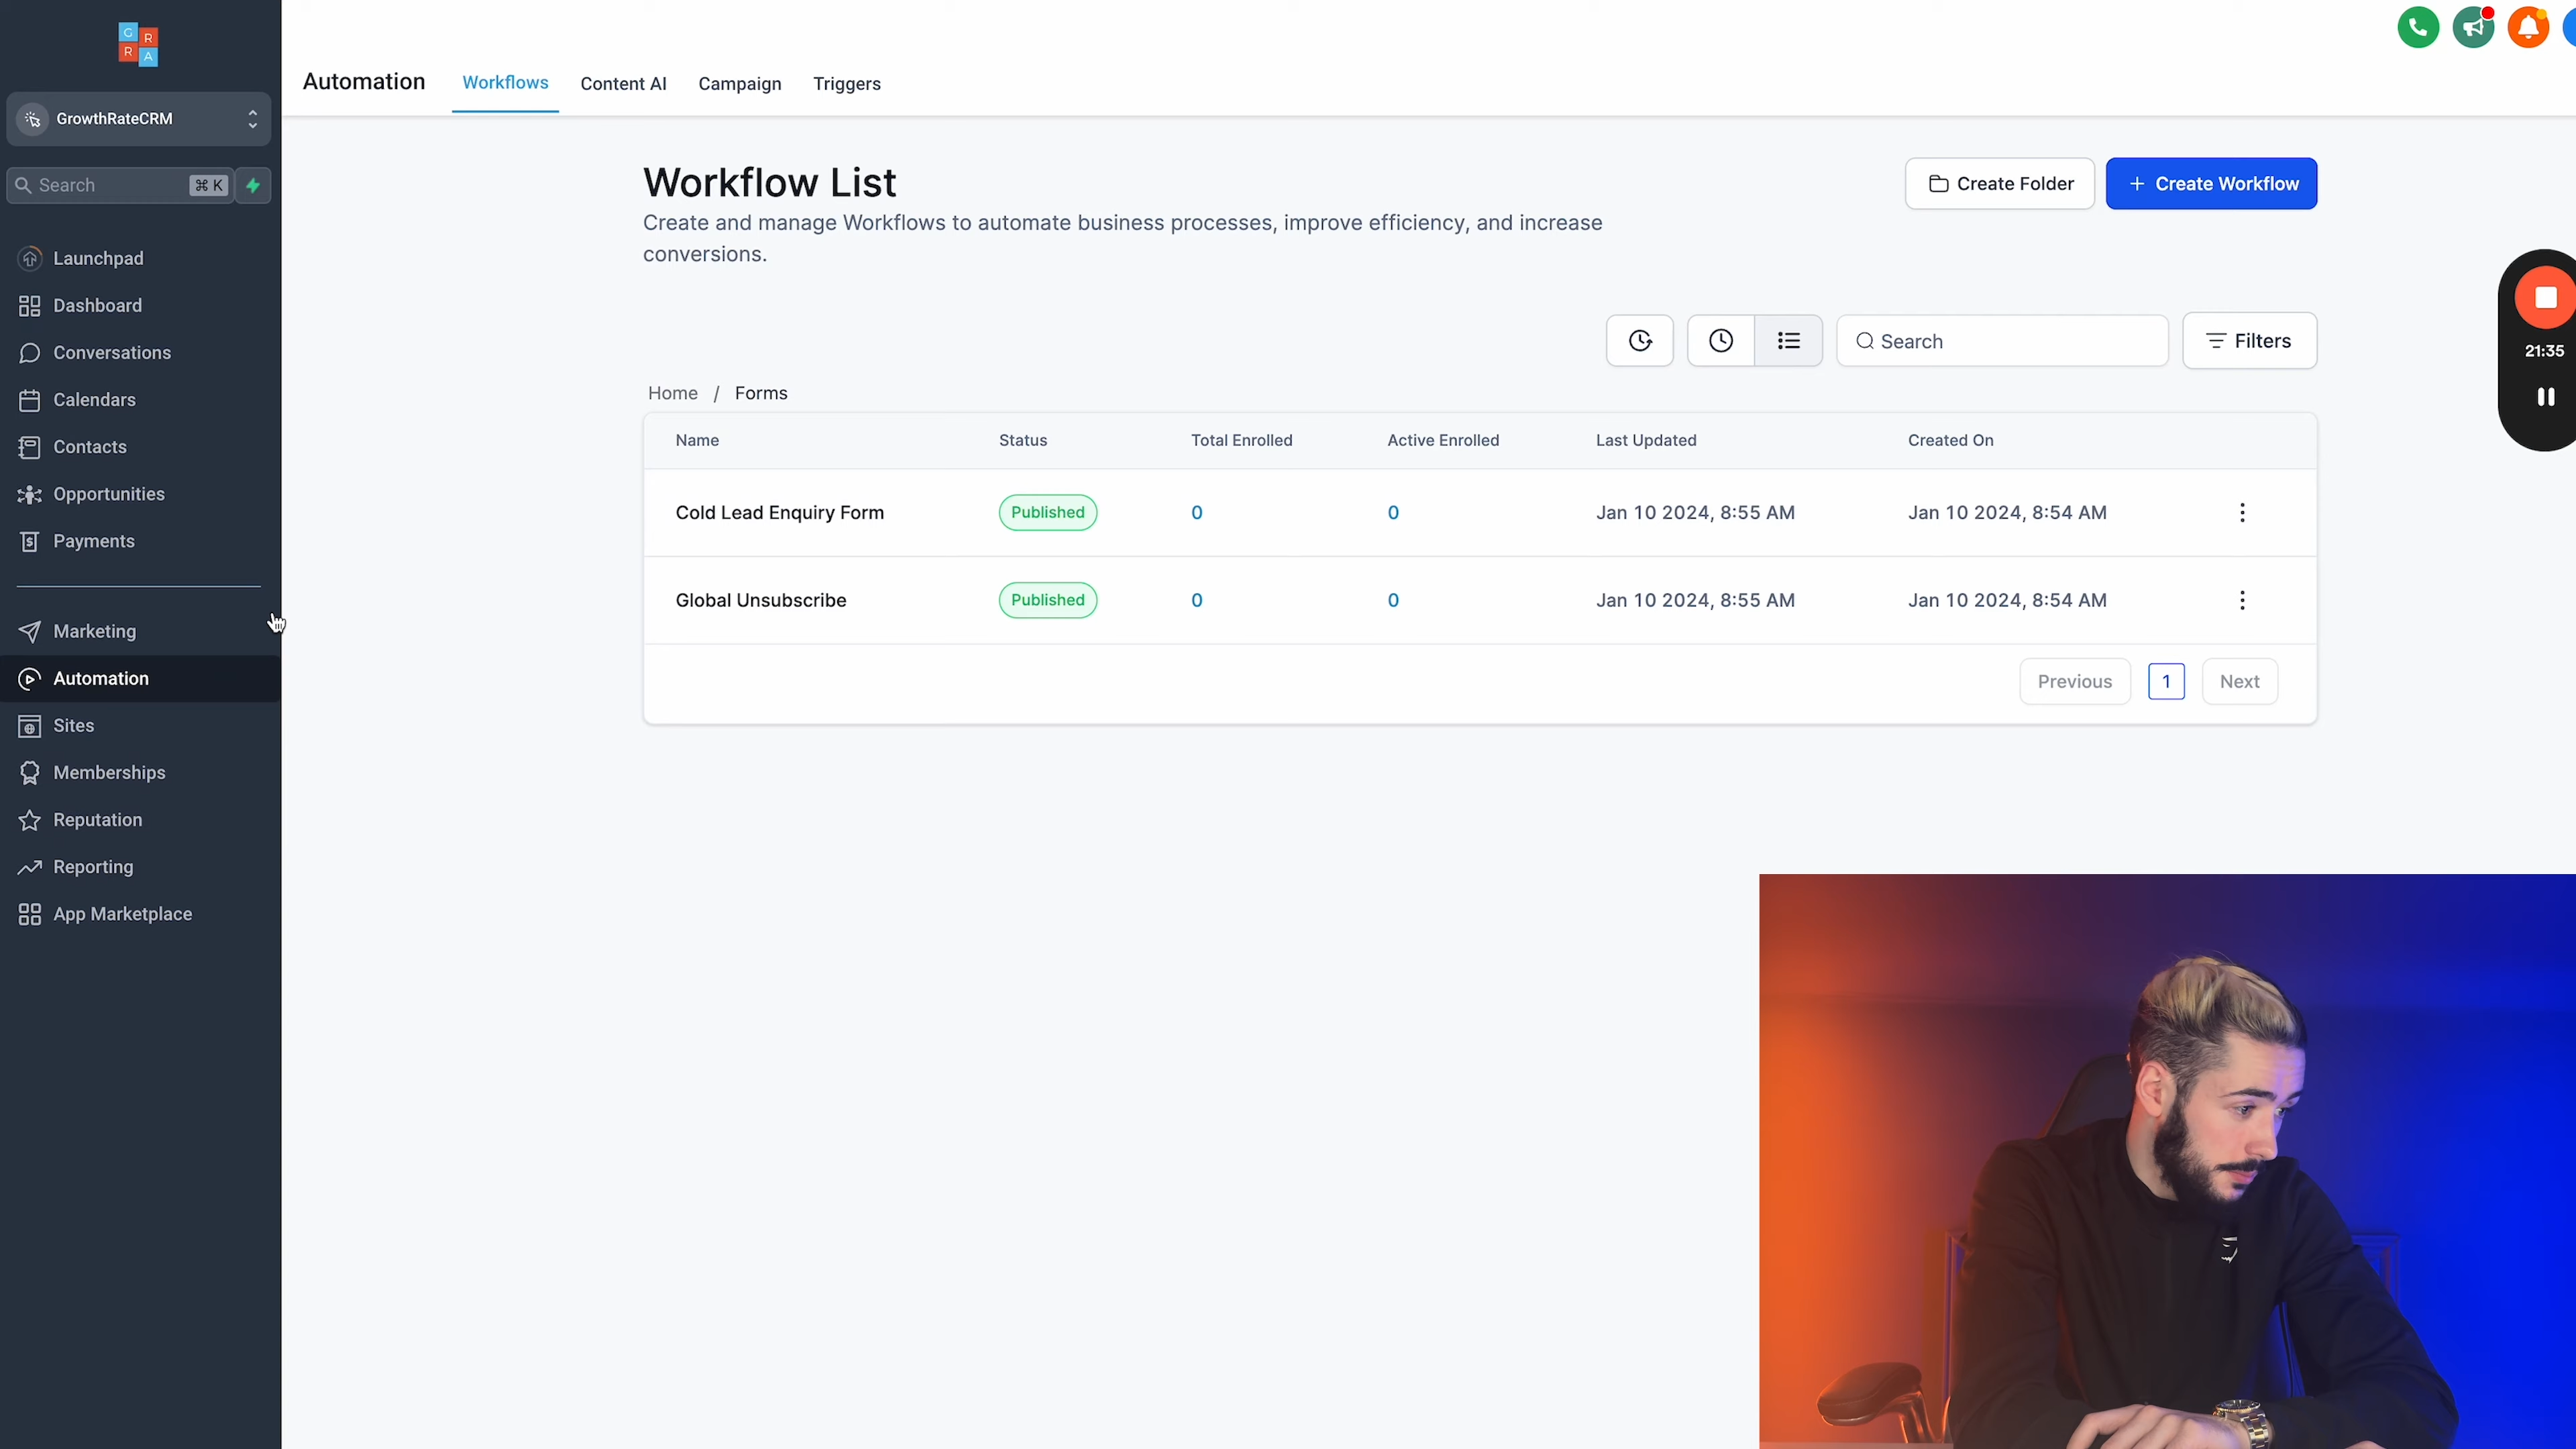 G R
R A
GrowthRateCRM
Search ⌘ K
Launchpad
Dashboard
Conversations
Calendars
Contacts
Opportunities
Payments
Marketing
Automation
Sites
Memberships
Reputation
Reporting
App Marketplace
Automation Workflows Content AI Campaign Triggers
Workflow List
Create and manage Workflows to automate business processes, improve efficiency, and increase
conversions.
Create Folder + Create Workflow
Search Filters
21:35
Home / Forms
Name Status Total Enrolled Active Enrolled Last Updated Created On
Cold Lead Enquiry Form Published 0 0 Jan 10 2024, 8:55 AM Jan 10 2024, 8:54 AM
Global Unsubscribe Published 0 0 Jan 10 2024, 8:55 AM Jan 10 2024, 8:54 AM
Previous 1 Next